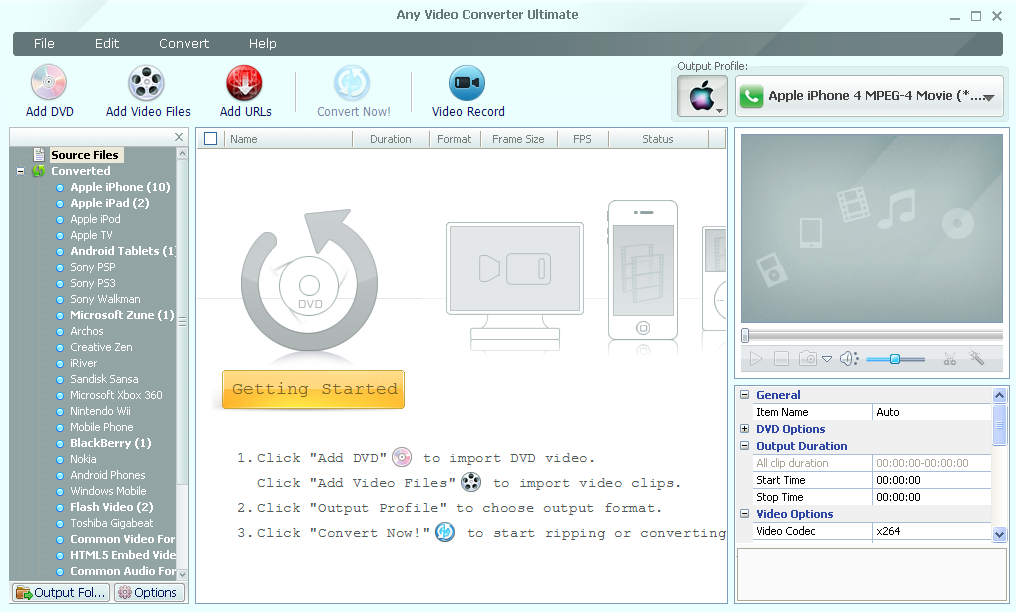 Any Video Converter Ultimate
File Edit Convert Help
Output Profile:
Add DVD Add Video Files Add URLs Convert Now! Video Record
Apple iPhone 4 MPEG-4 Movie (*....
Name Duration Format Frame Size FPS Status
Source Files
Converted
Apple iPhone (10)
Apple iPad (2)
Apple iPod
Apple TV
Android Tablets (1)
Sony PSP
Sony PS3
Sony Walkman
Microsoft Zune (1)
Archos
Creative Zen
iRiver
Sandisk Sansa
Microsoft Xbox 360
Nintendo Wii
Mobile Phone
BlackBerry (1)
Nokia
Android Phones
Windows Mobile
Flash Video (2)
Toshiba Gigabeat
Common Video For
HTML5 Embed Vide
Common Audio For
Output Fol... Options
DVD
Getting Started
1. Click "Add DVD" to import DVD video.
Click "Add Video Files" to import video clips.
2. Click "Output Profile" to choose output format.
3. Click "Convert Now!" to start ripping or converting
General
Item Name Auto
DVD Options
Output Duration
All clip duration 00:00:00-00:00:00
Start Time 00:00:00
Stop Time 00:00:00
Video Options
Video Codec x264